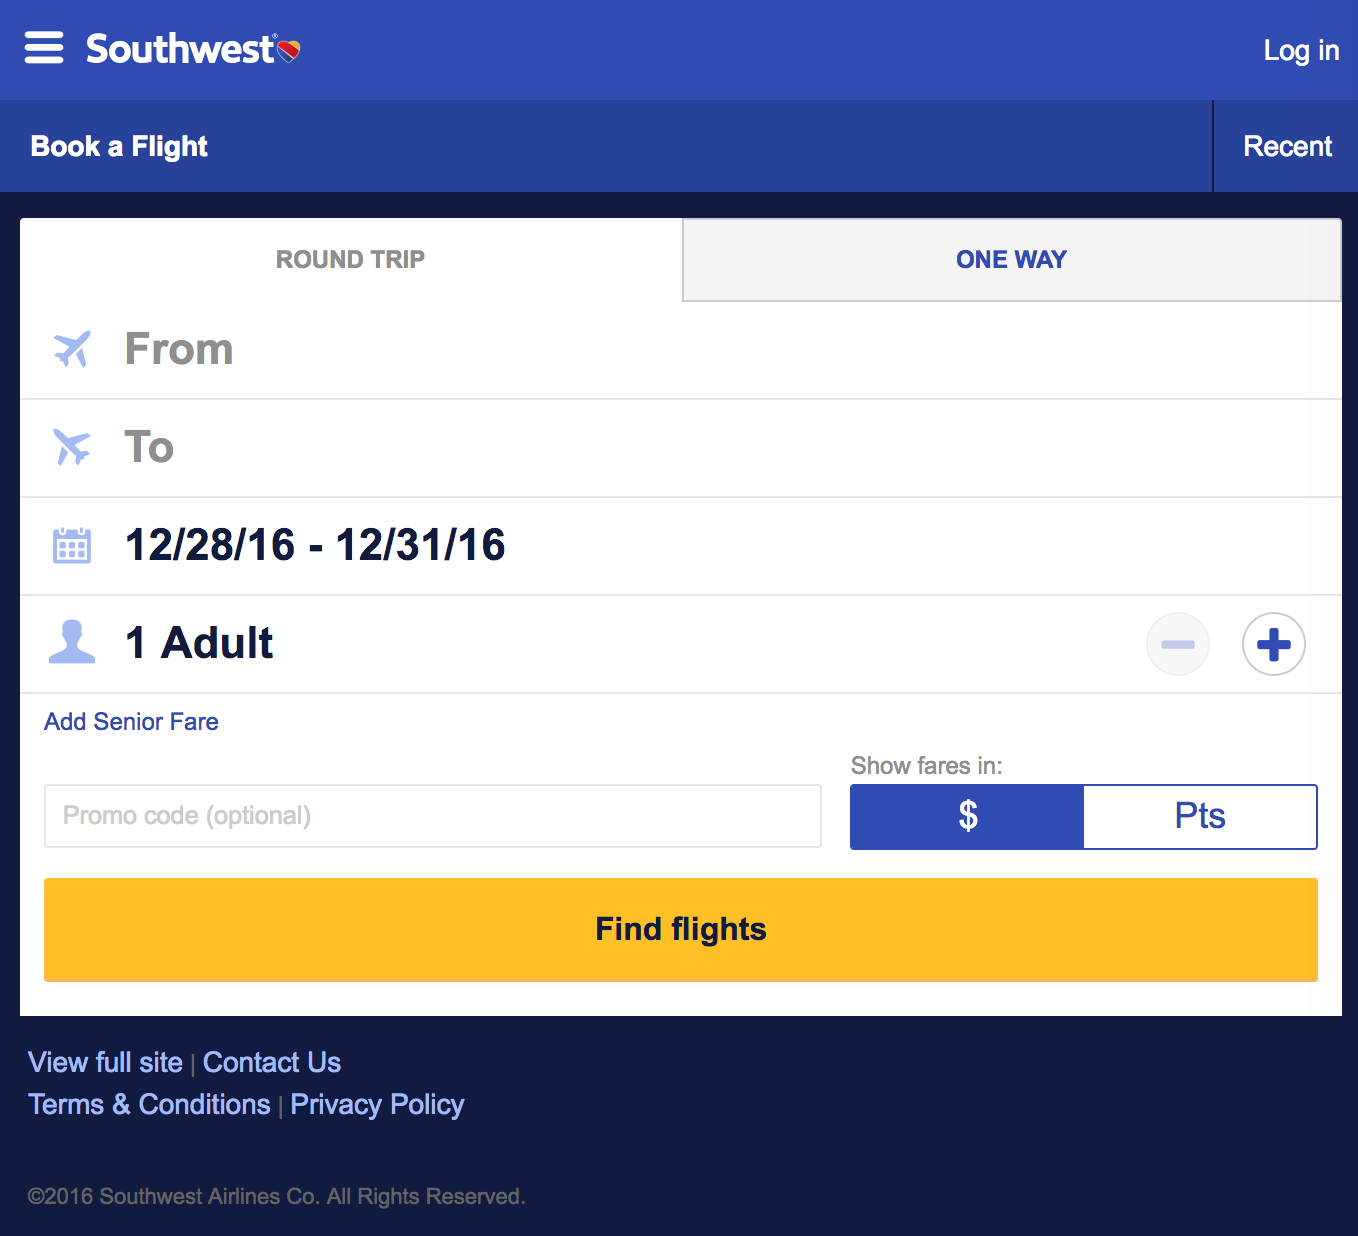 Southwest®
Log in
Book a Flight
Recent
ROUND TRIP
ONE WAY
From
To
12/28/16 - 12/31/16
1 Adult
Add Senior Fare
Show fares in:
Promo code (optional)
$
Pts
Find flights
View full site | Contact Us
Terms & Conditions | Privacy Policy
©2016 Southwest Airlines Co. All Rights Reserved.